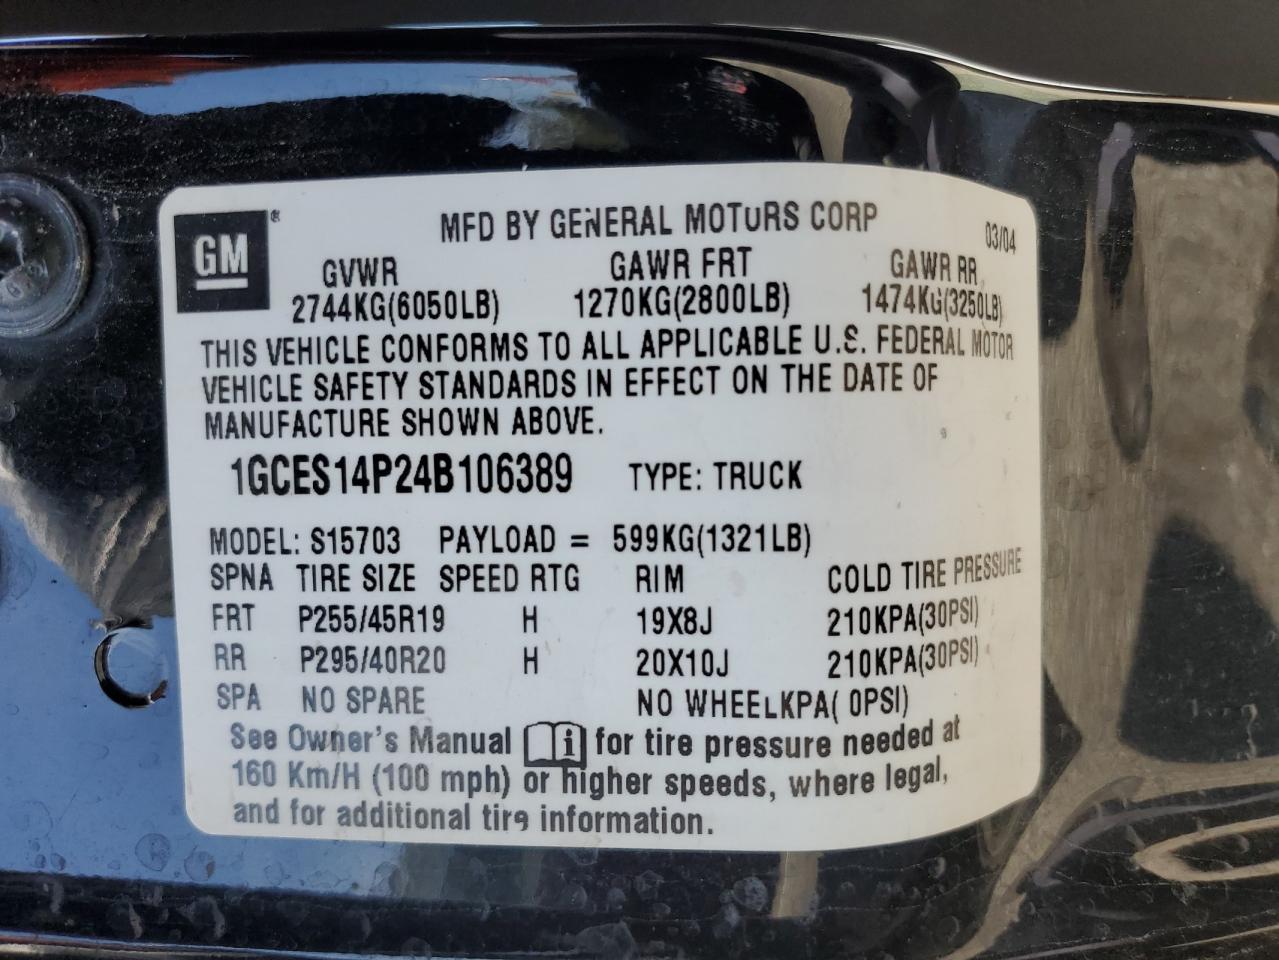 GM ®
MFD BY GENERAL MOTORS CORP
03/04
GVWR GAWR FRT GAWR RR
2744KG(6050LB) 1270KG(2800LB) 1474KG(3250LB)
THIS VEHICLE CONFORMS TO ALL APPLICABLE U.S. FEDERAL MOTOR
VEHICLE SAFETY STANDARDS IN EFFECT ON THE DATE OF
MANUFACTURE SHOWN ABOVE.
1GCES14P24B106389 TYPE: TRUCK
MODEL: S15703 PAYLOAD = 599KG(1321LB)
SPNA TIRE SIZE SPEED RTG RIM COLD TIRE PRESSURE
FRT P255/45R19 H 19X8J 210KPA(30PSI)
RR P295/40R20 H 20X10J 210KPA(30PSI)
SPA NO SPARE NO WHEELKPA( 0PSI)
See Owner's Manual i for tire pressure needed at
160 Km/H (100 mph) or higher speeds, where legal,
and for additional tire information.